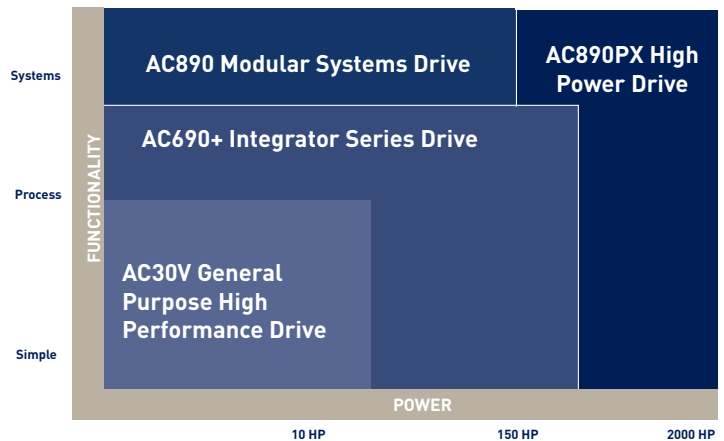 Systems
AC890 Modular Systems Drive
AC890PX High
Power Drive
AC690+ Integrator Series Drive
FUNCTIONALITY
Process
AC30V General
Purpose High
Performance Drive
Simple
POWER
10 HP
150 HP
2000 HP